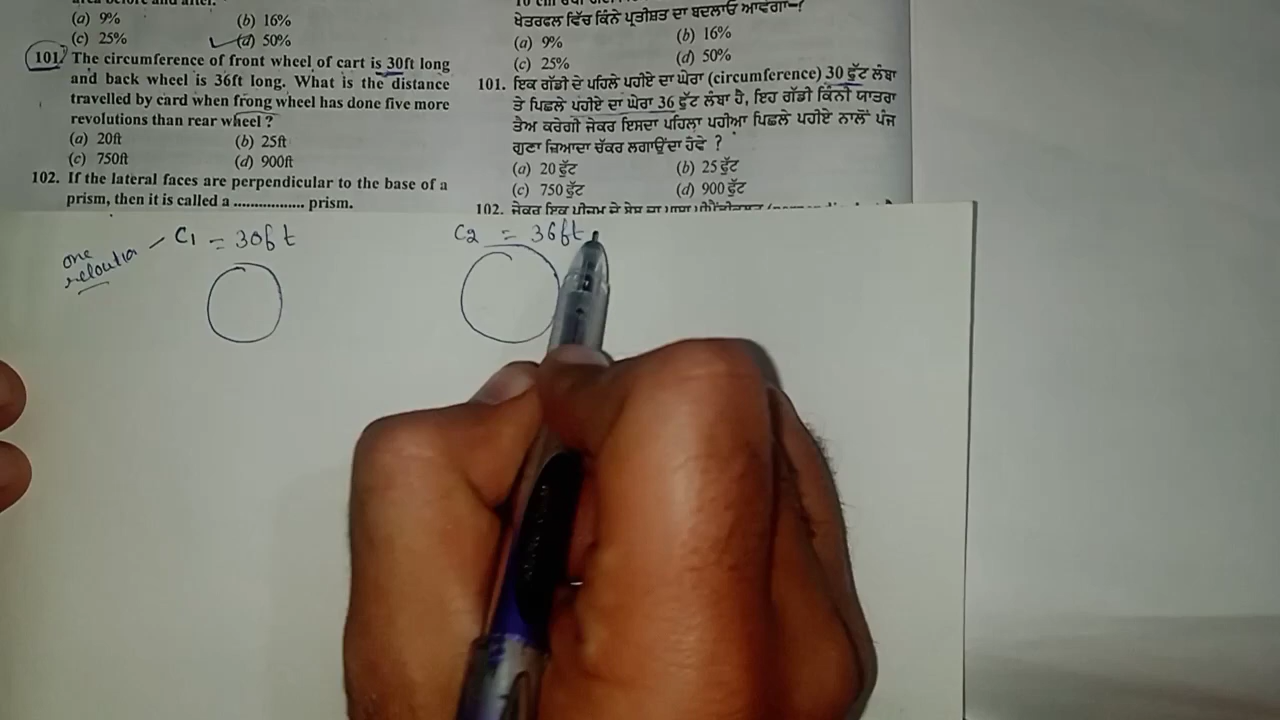 (a) 9% (b) 16%
(c) 25% (d) 50%
101. The circumference of front wheel of cart is 30ft long
and back wheel is 36ft long. What is the distance
travelled by card when frong wheel has done five more
revolutions than rear wheel ?
(a) 20ft (b) 25ft
(c) 750ft (d) 900ft
102. If the lateral faces are perpendicular to the base of a
prism, then it is called a ................. prism.
ਖੇਤਰਫਲ ਵਿੱਚ ਕਿੰਨੇ ਪ੍ਰਤੀਸ਼ਤ ਦਾ ਬਦਲਾਓ ਆਵੇਗਾ–?
(a) 9% (b) 16%
(c) 25% (d) 50%
101. ਇਕ ਗੱਡੀ ਦੇ ਪਹਿਲੇ ਪਹੀਏ ਦਾ ਘੇਰਾ (circumference) 30 ਫੁੱਟ ਲੰਬਾ
ਤੇ ਪਿਛਲੇ ਪਹੀਏ ਦਾ ਘੇਰਾ 36 ਫੁੱਟ ਲੰਬਾ ਹੈ, ਇਹ ਗੱਡੀ ਕਿੰਨੀ ਯਾਤਰਾ
ਤੈਅ ਕਰੇਗੀ ਜੇਕਰ ਇਸਦਾ ਪਹਿਲਾ ਪਹੀਆ ਪਿਛਲੇ ਪਹੀਏ ਨਾਲੋਂ ਪੰਜ
ਗੁਣਾ ਜ਼ਿਆਦਾ ਚੱਕਰ ਲਗਾਉਂਦਾ ਹੋਵੇ ?
(a) 20 ਫੁੱਟ (b) 25 ਫੁੱਟ
(c) 750 ਫੁੱਟ (d) 900 ਫੁੱਟ
102. ਜੇਕਰ ਇਕ
one – C1 = 30ft C2 = 36ft